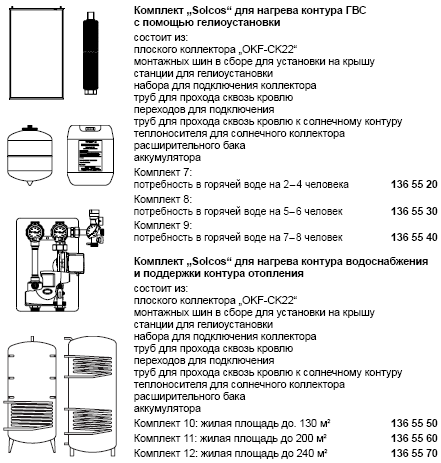 Комплект „Solcos“ для нагрева контура ГВС
с помощью гелиоустановки
состоит из:
плоского коллектора „OKF-CK22“
монтажных шин в сборе для установки на крышу
станции для гелиоустановки
набора для подключения коллектора
труб для прохода сквозь кровлю
переходов для подключения
труб для прохода сквозь кровлю к солнечному контуру
теплоносителя для солнечного коллектора
расширительного бака
аккумулятора
Комплект 7:
потребность в горячей воде на 2–4 человека 136 55 20
Комплект 8:
потребность в горячей воде на 5–6 человек 136 55 30
Комплект 9:
потребность в горячей воде на 7–8 человек 136 55 40
Комплект „Solcos“ для нагрева контура водоснабжения
и поддержки контура отопления
состоит из:
плоского коллектора „OKF-CK22“
монтажных шин в сборе для установки на крышу
станции для гелиоустановки
набора для подключения коллектора
труб для прохода сквозь кровлю
переходов для подключения
труб для прохода сквозь кровлю к солнечному контуру
теплоносителя для солнечного коллектора
расширительного бака
аккумулятора
Комплект 10: жилая площадь до. 130 м² 136 55 50
Комплект 11: жилая площадь до 200 м² 136 55 60
Комплект 12: жилая площадь до 240 м² 136 55 70